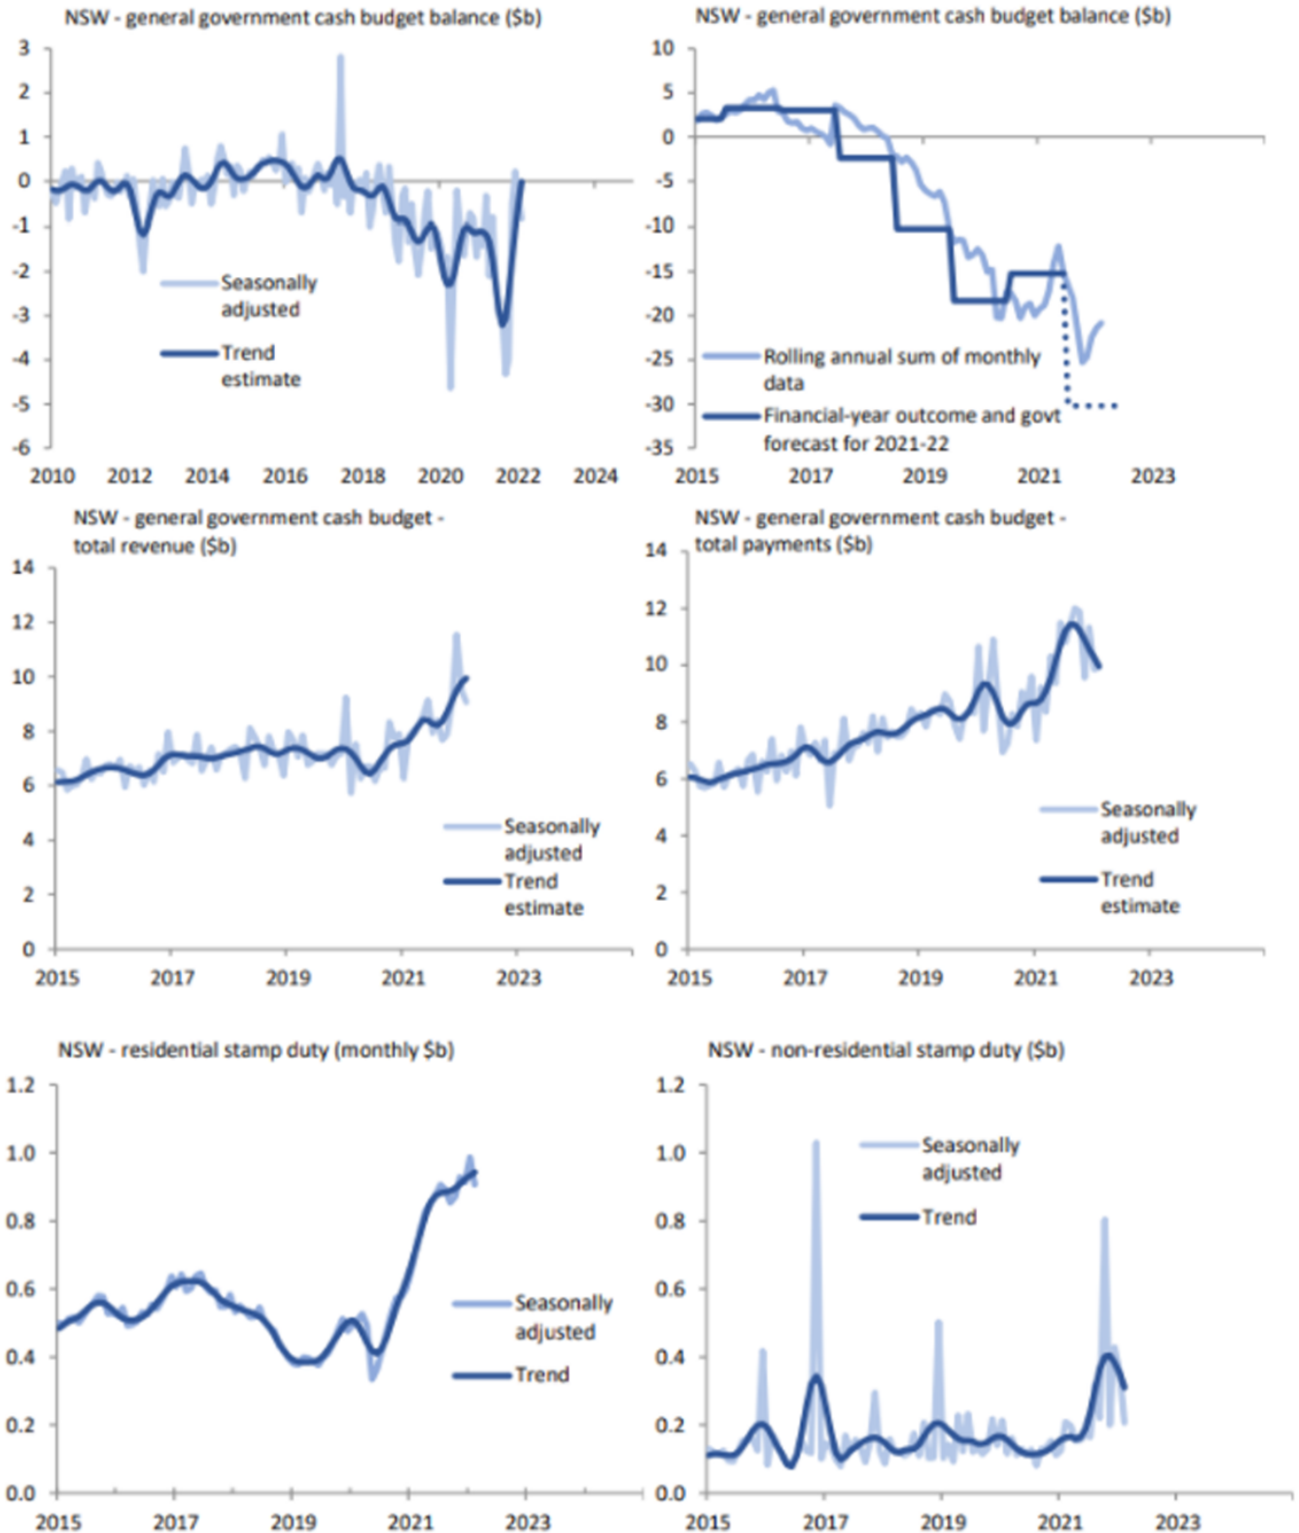 NSW - general government cash budget balance ($b)
3
2
1
0
-1
-2
-3
-4
-5
-6
2010 2012 2014 2016 2018 2020 2022 2024
Seasonally
adjusted
Trend
estimate
NSW - general government cash budget balance ($b)
10
5
0
-5
-10
-15
-20
-25
-30
-35
2015 2017 2019 2021 2023
Rolling annual sum of monthly
data
Financial-year outcome and govt
forecast for 2021-22
NSW - general government cash budget -
total revenue ($b)
14
12
10
8
6
4
2
0
2015 2017 2019 2021 2023
Seasonally
adjusted
Trend
estimate
NSW - general government cash budget -
total payments ($b)
14
12
10
8
6
4
2
0
2015 2017 2019 2021 2023
Seasonally
adjusted
Trend
estimate
NSW - residential stamp duty (monthly $b)
1.2
1.0
0.8
0.6
0.4
0.2
0.0
2015 2017 2019 2021 2023
Seasonally
adjusted
Trend
NSW - non-residential stamp duty ($b)
1.2
1.0
0.8
0.6
0.4
0.2
0.0
2015 2017 2019 2021 2023
Seasonally
adjusted
Trend